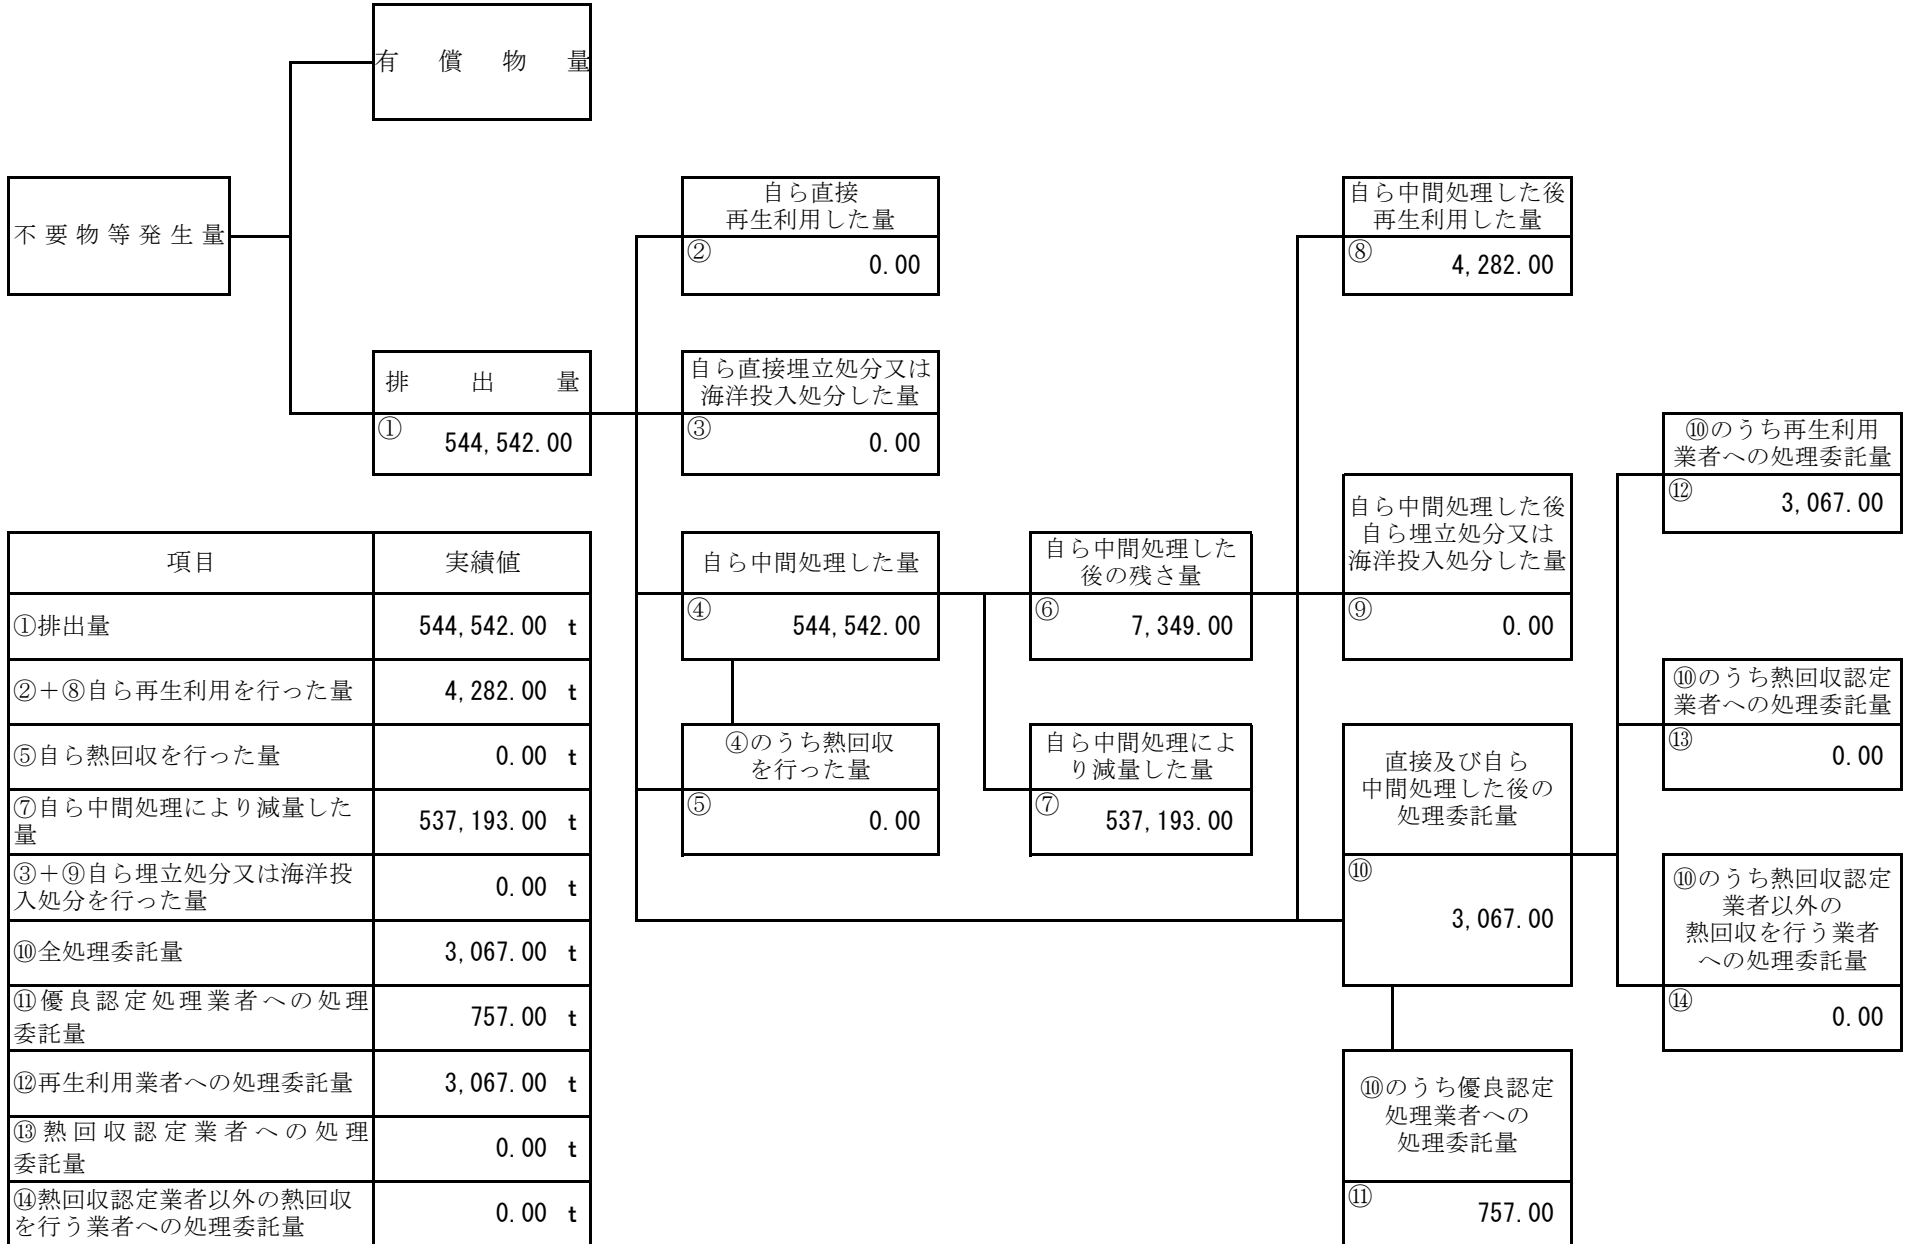 有償物量
不要物等発生量
排出量
①
544,542.00
自ら直接
再生利用した量
②
0.00
自ら直接埋立処分又は
海洋投入処分した量
③
0.00
自ら中間処理した量
④
544,542.00
④のうち熱回収
を行った量
⑤
0.00
自ら中間処理した
後の残さ量
⑥
7,349.00
自ら中間処理によ
り減量した量
⑦
537,193.00
自ら中間処理した後
再生利用した量
⑧
4,282.00
自ら中間処理した後
自ら埋立処分又は
海洋投入処分した量
⑨
0.00
直接及び自ら
中間処理した後の
処理委託量
⑩
3,067.00
⑩のうち優良認定
処理業者への
処理委託量
⑪
757.00
⑩のうち再生利用
業者への処理委託量
⑫
3,067.00
⑩のうち熱回収認定
業者への処理委託量
⑬
0.00
⑩のうち熱回収認定
業者以外の
熱回収を行う業者
への処理委託量
⑭
0.00
項目 実績値
①排出量 544,542.00 t
②＋⑧自ら再生利用を行った量 4,282.00 t
⑤自ら熱回収を行った量 0.00 t
⑦自ら中間処理により減量した
量
537,193.00 t
③＋⑨自ら埋立処分又は海洋投
入処分を行った量
0.00 t
⑩全処理委託量 3,067.00 t
⑪優良認定処理業者への処理
委託量
757.00 t
⑫再生利用業者への処理委託量 3,067.00 t
⑬熱回収認定業者への処理
委託量
0.00 t
⑭熱回収認定業者以外の熱回収
を行う業者への処理委託量
0.00 t